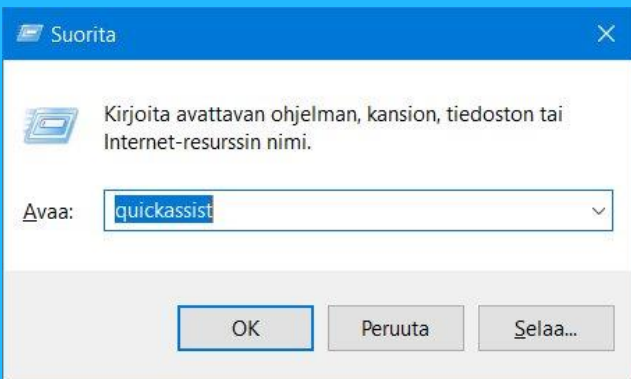 Suorita
Kirjoita avattavan ohjelman, kansion, tiedoston tai
Internet-resurssin nimi.
Avaa: quickassist
OK Peruuta Selaa...